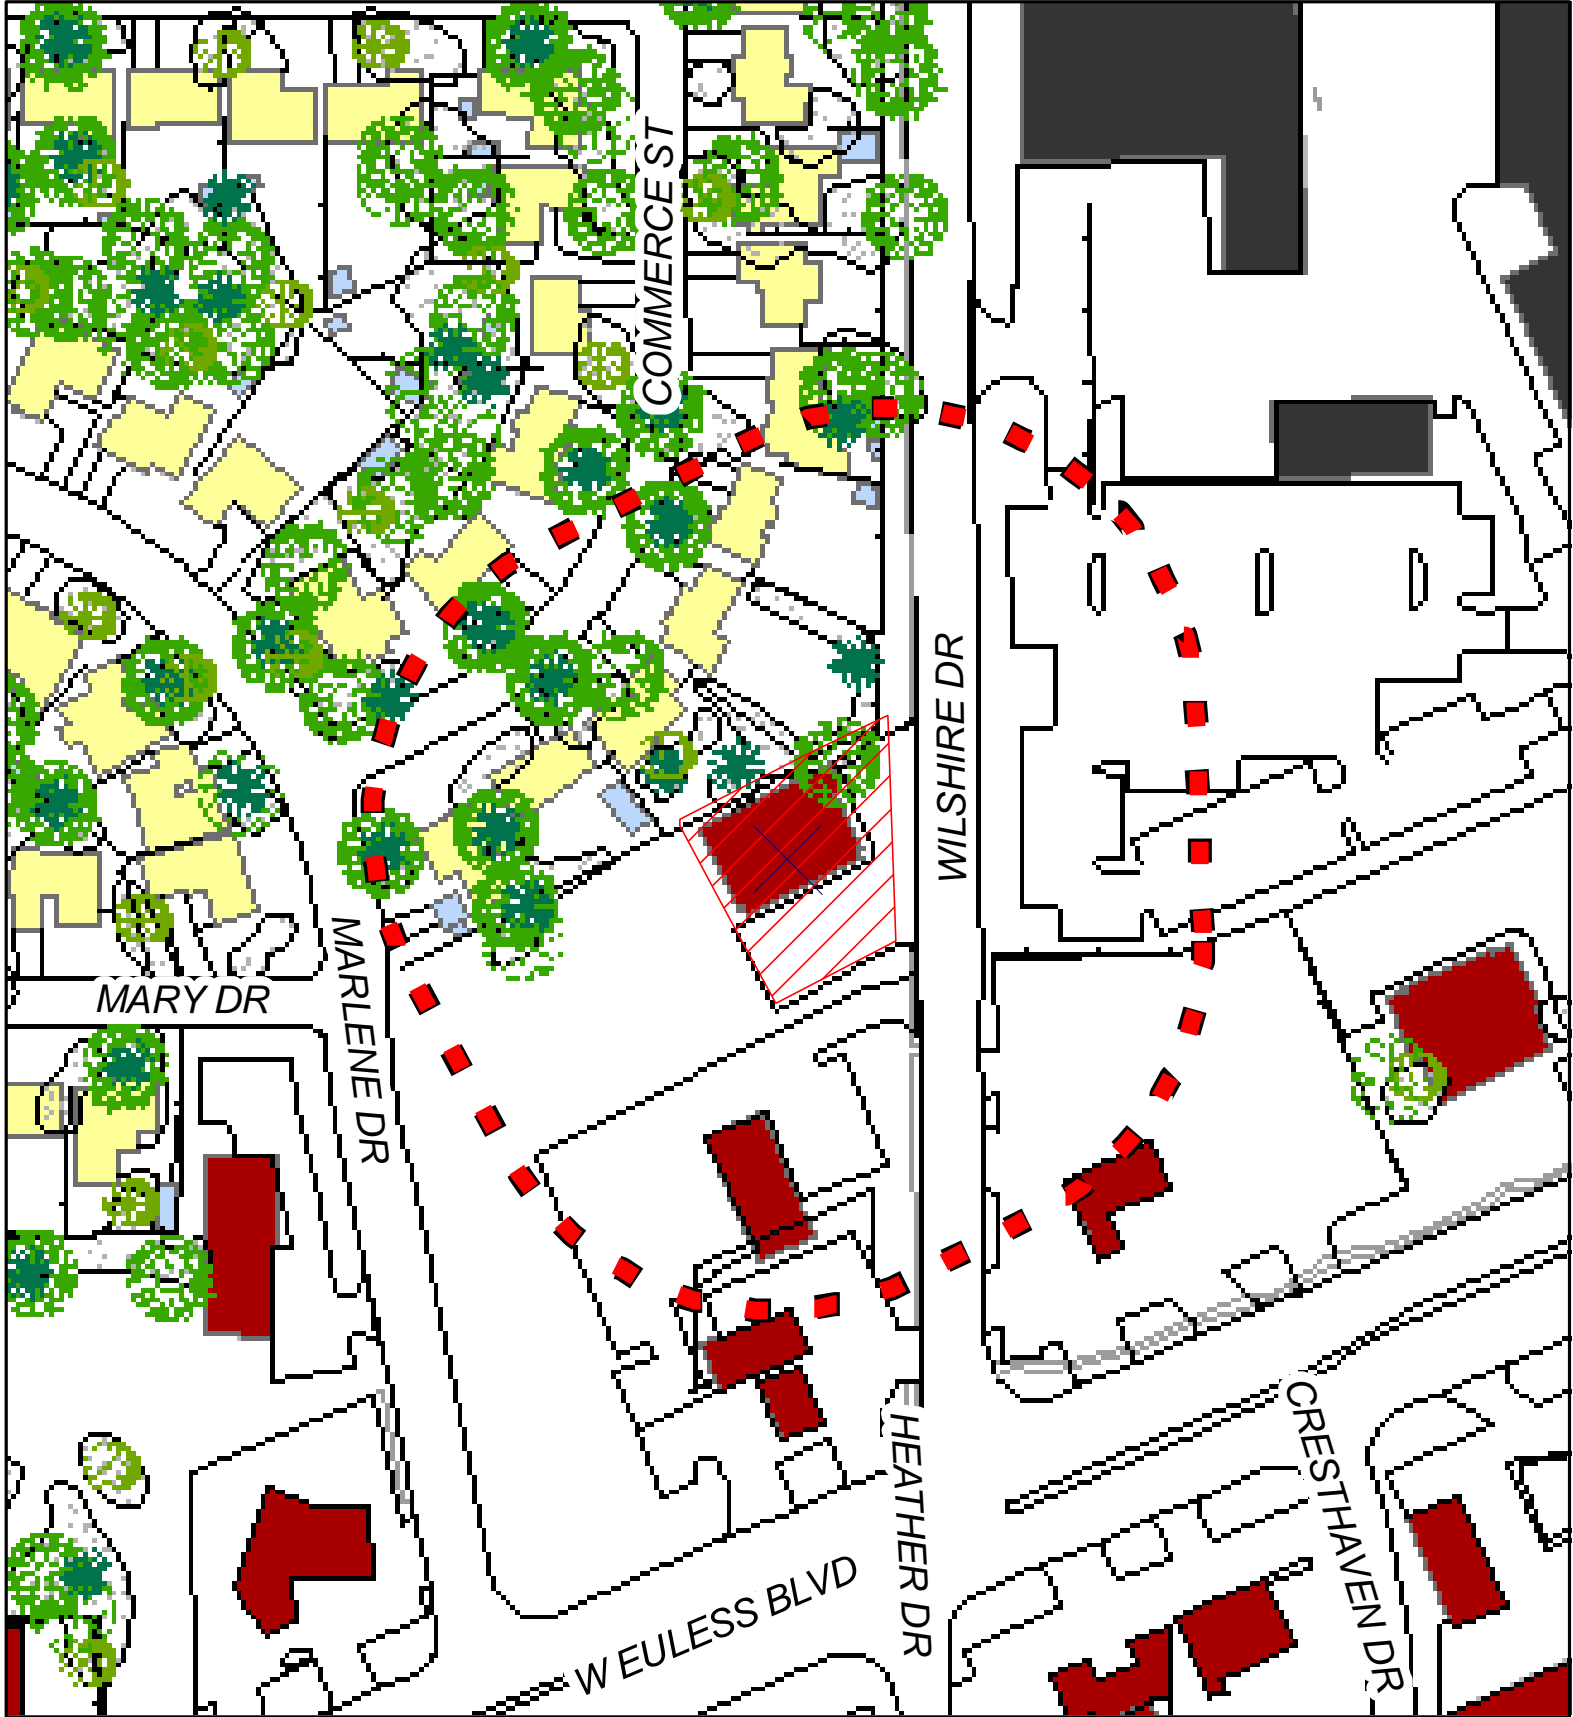 COMMERCE ST
WILSHIRE DR
MARY DR
MARLENE DR
HEATHER DR
CRESTHAVEN DR
W EULESS BLVD